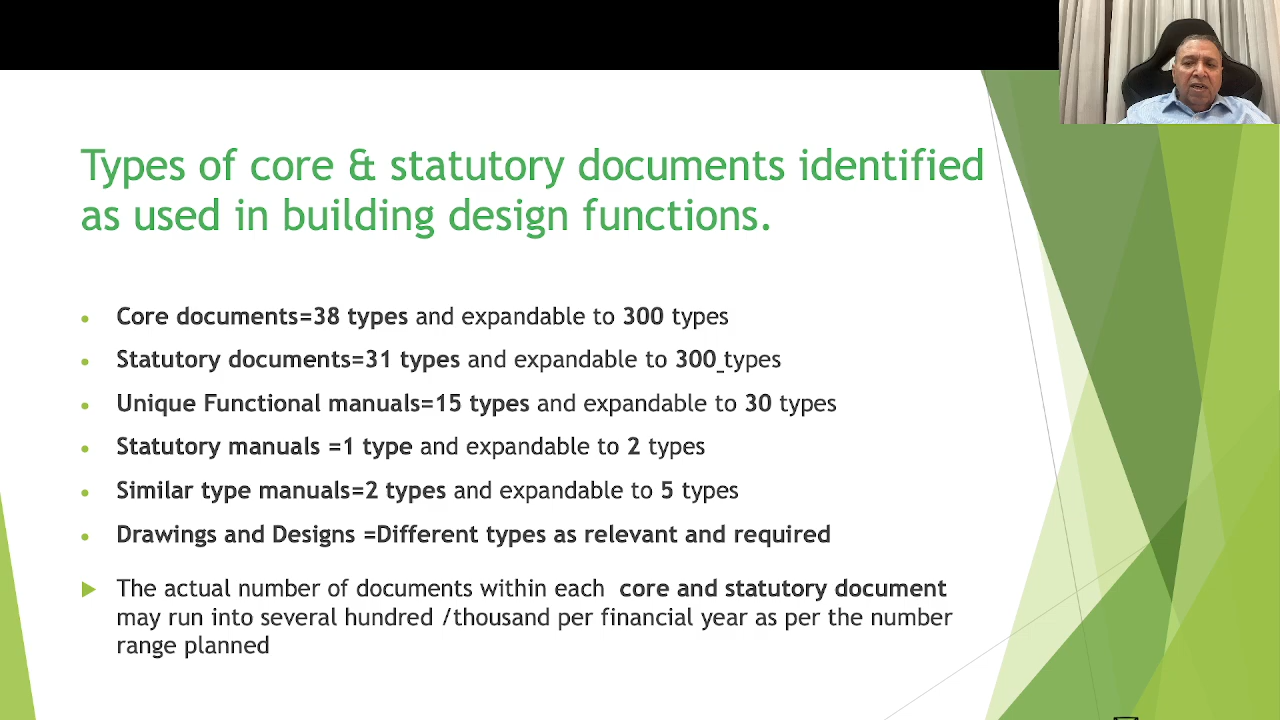 Types of core & statutory documents identified
as used in building design functions.
Core documents=38 types and expandable to 300 types
Statutory documents=31 types and expandable to 300 types
Unique Functional manuals=15 types and expandable to 30 types
Statutory manuals =1 type and expandable to 2 types
Similar type manuals=2 types and expandable to 5 types
Drawings and Designs =Different types as relevant and required
The actual number of documents within each core and statutory document
may run into several hundred /thousand per financial year as per the number
range planned